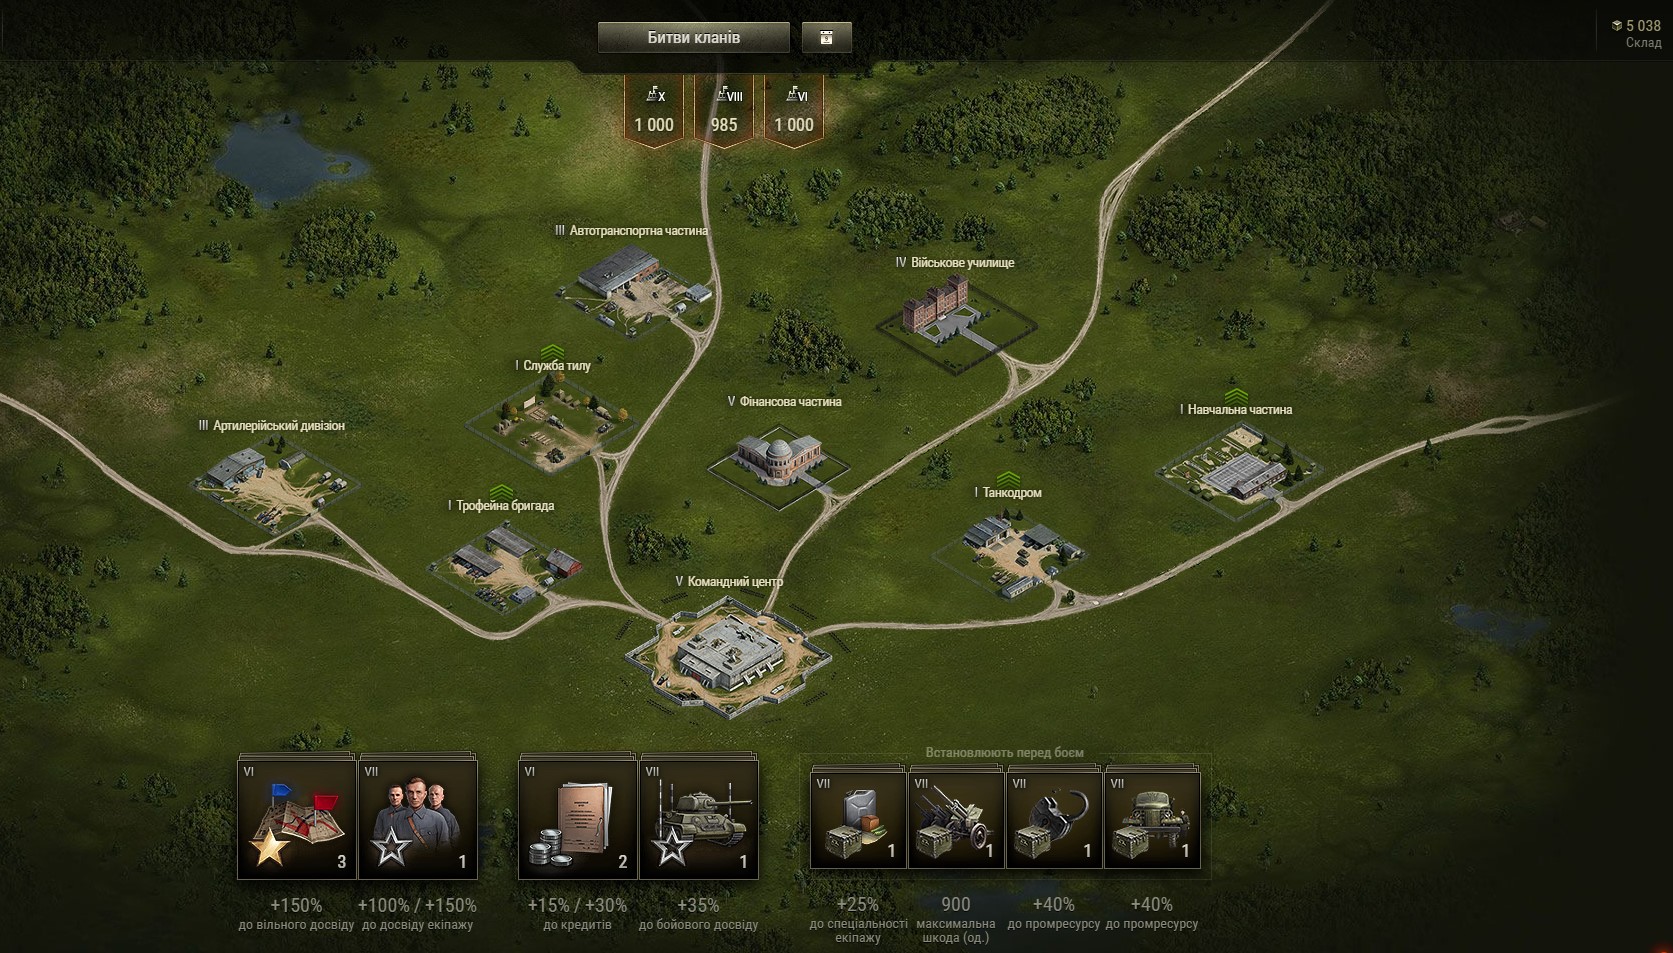 Битви кланів
5 038
Склад
X
VIII
VI
1 000
985
1 000
III Автотранспортна частина
IV Військове училище
I Служба тилу
V Фінансова частина
I Навчальна частина
III Артилерійський дивізіон
I Танкодром
I Трофейна бригада
V Командний центр
Встановлюють перед боєм
VI
VII
VI
VII
VII
VII
VII
VII
3
1
2
1
1
1
1
1
+150%
до вільного досвіду
+100% / +150%
до досвіду екіпажу
+15% / +30%
до кредитів
+35%
до бойового досвіду
+25%
до спеціальності
екіпажу
900
максимальна
шкода (од.)
+40%
до промресурсу
+40%
до промресурсу